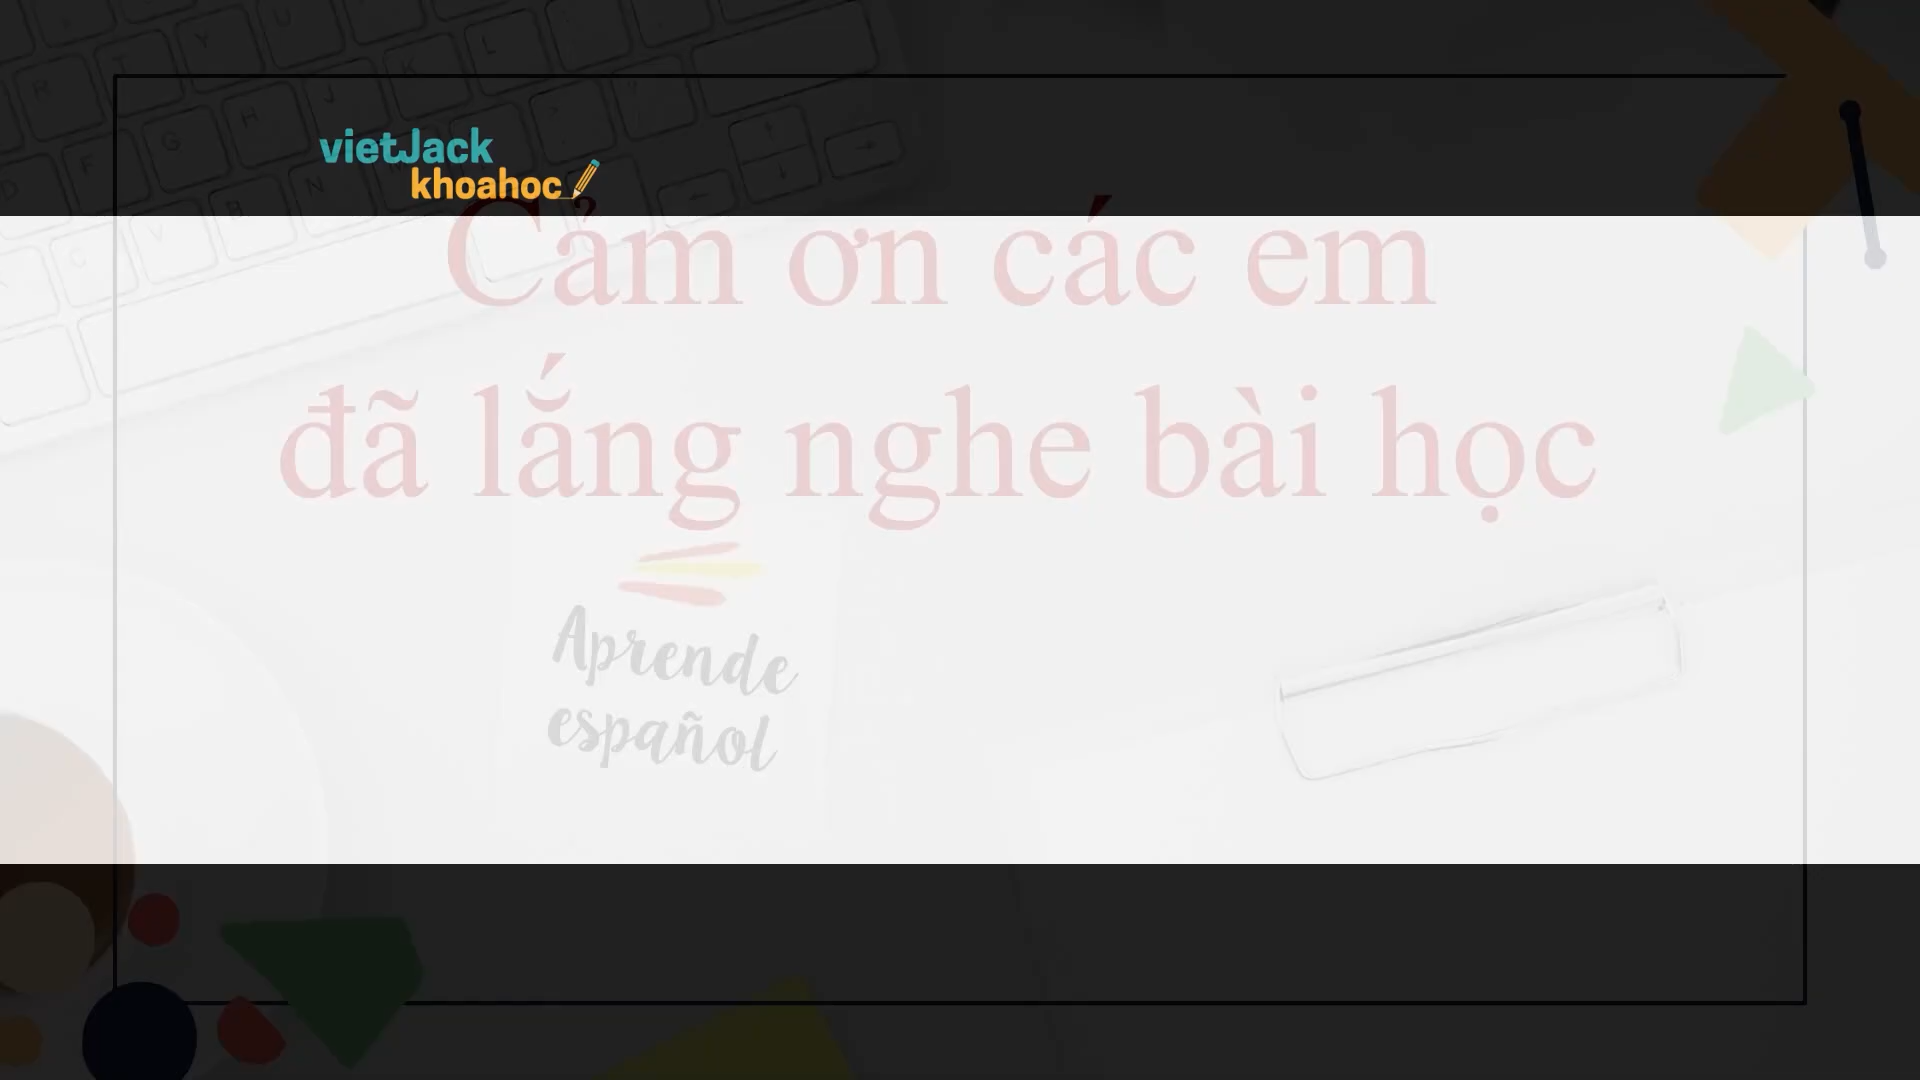 vietJack
khoahoc
Cảm ơn các em
đã lắng nghe bài học
Aprende
español